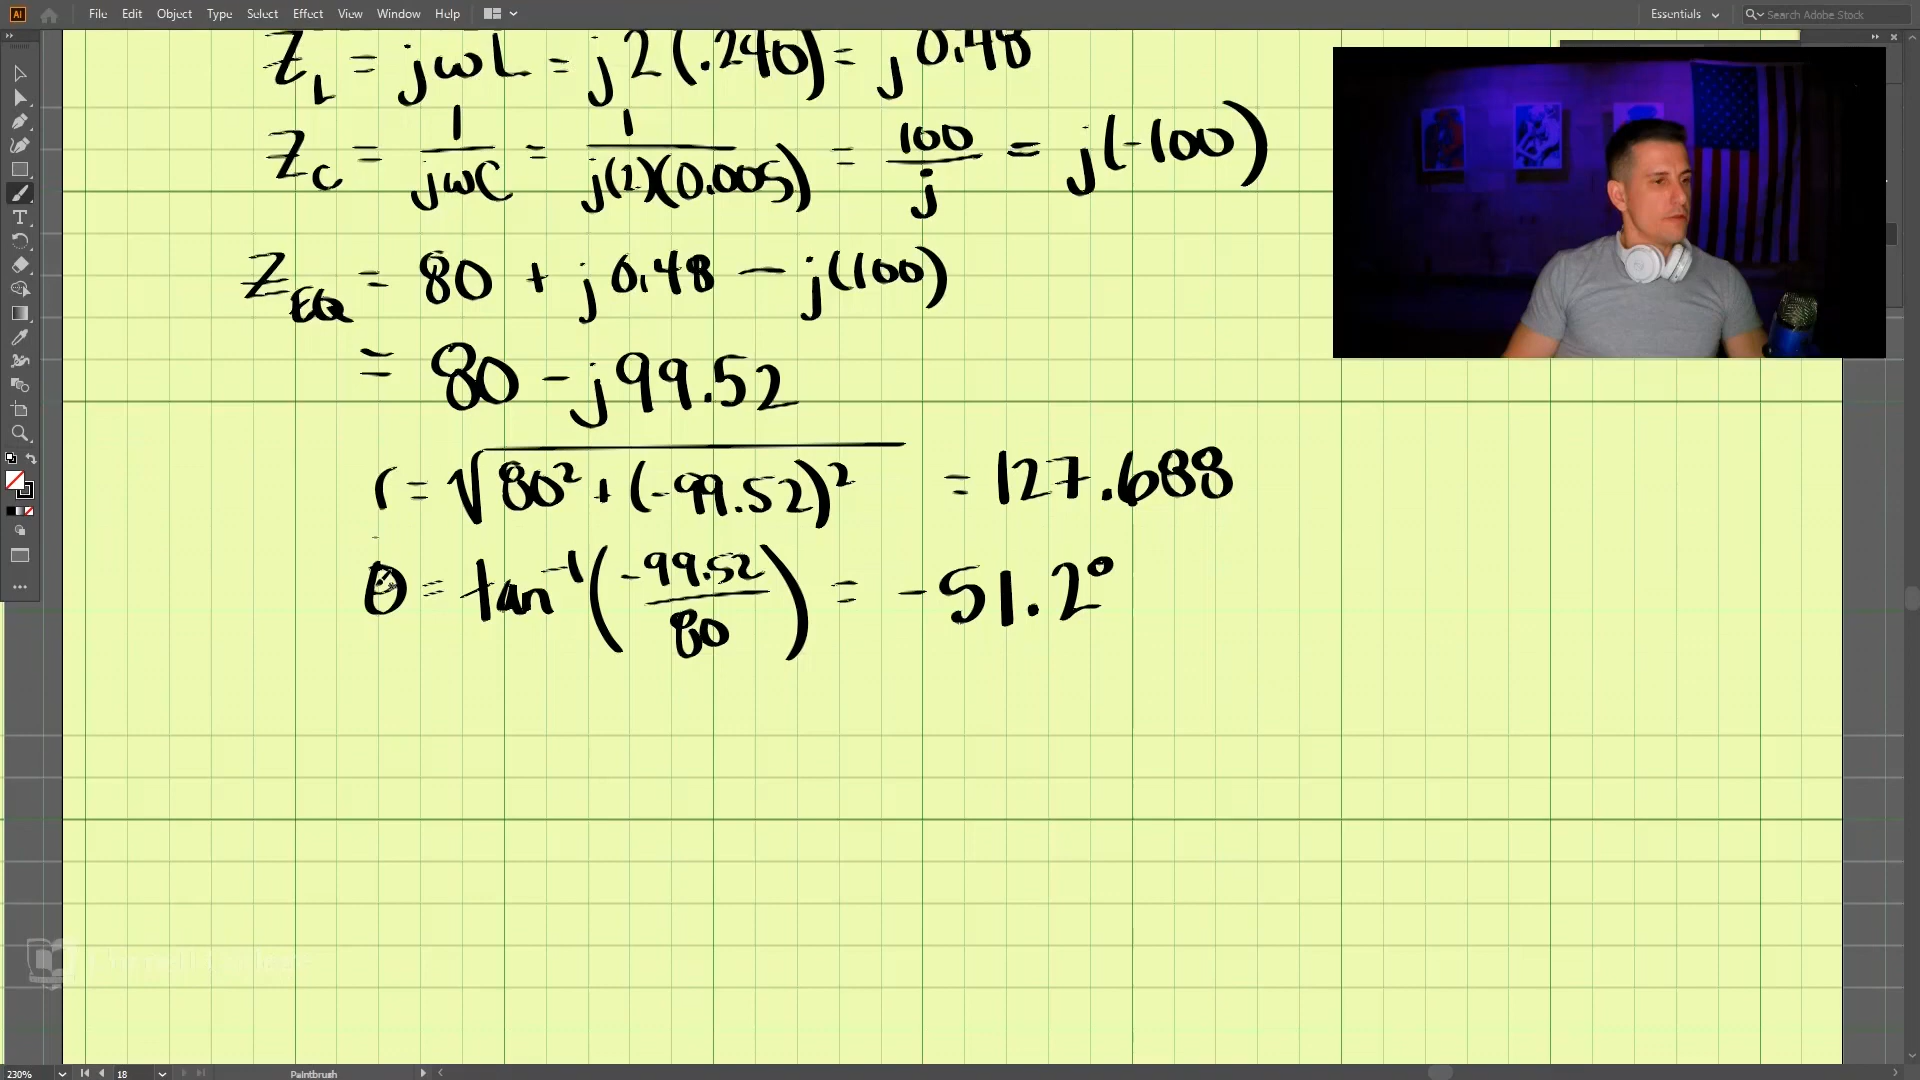 Ai File Edit Object Type Select Effect View Window Help Essentials Search Adobe Stock
Z_L = jωL = j2(.240) = j0.48
Z_C = 1/jωC = 1/j(2)(0.005) = 100/j = j(-100)
Z_EQ = 80 + j0.48 - j(100)
= 80 - j99.52
r = √80² + (-99.52)² = 127.688
θ = tan⁻¹(-99.52/80) = -51.2°
230% 18 Paintbrush